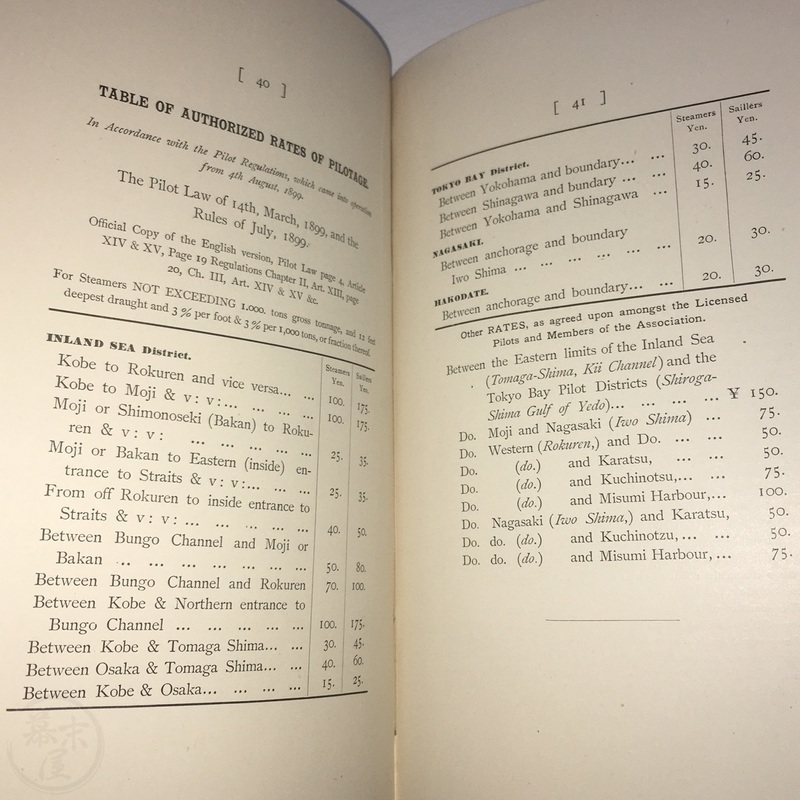 [ 40 ]
TABLE OF AUTHORIZED RATES OF PILOTAGE
In Accordance with the Pilot Regulations, which came into operation
from 4th August, 1899.
The Pilot Law of 14th, March, 1899, and the
Rules of July, 1899.
Official Copy of the English version, Pilot Law page 4, Article
XIV & XV, Page 19 Regulations Chapter II, Art. XIII, page
20, Ch. III, Art. XIV & XV &c.
For Steamers NOT EXCEEDING 1.000. tons gross tonnage, and 12 feet
deepest draught and 3 % per foot & 3 % per 1,000 tons, or fraction thereof.
INLAND SEA District. Steamers Yen. Sailers Yen.
Kobe to Rokuren and vice versa... ... 100. 175.
Kobe to Moji & v: v:... ... ... ... 100. 175.
Moji or Shimonoseki (Bakan) to Roku-
ren & v: v: ... ... ... ... ... 25. 35.
Moji or Bakan to Eastern (inside) en-
trance to Straits & v: v:... ... ... 25. 35.
From off Rokuren to inside entrance to
Straits & v: v: ... ... ... ... ... 40. 50.
Between Bungo Channel and Moji or
Bakan ... ... ... ... ... ... ... 50. 80.
Between Bungo Channel and Rokuren 70. 100.
Between Kobe & Northern entrance to
Bungo Channel ... ... ... ... ... 100. 175.
Between Kobe & Tomaga Shima... ... 30. 45.
Between Osaka & Tomaga Shima... ... 40. 60.
Between Kobe & Osaka... ... ... ... 15. 25.
[ 41 ]
Steamers Yen. Saillers Yen.
TOKYO BAY District.
Between Yokohama and boundary... ... 30. 45.
Between Shinagawa and bundary ... ... 40. 60.
Between Yokohama and Shinagawa ... 15. 25.
NAGASAKI.
Between anchorage and boundary
Iwo Shima ... ... ... ... ... ... 20. 30.
HAKODATE.
Between anchorage and boundary... ... 20. 30.
Other RATES, as agreed upon amongst the Licensed
Pilots and Members of the Association.
Between the Eastern limits of the Inland Sea
(Tomaga-Shima, Kii Channel) and the
Tokyo Bay Pilot Districts (Shiroga-
Shima Gulf of Yedo)... ... ... ... ¥ 150.
Do. Moji and Nagasaki (Iwo Shima) ... 75.
Do. Western (Rokuren,) and Do. ... ... 50.
Do. (do.) and Karatsu, ... ... 50.
Do. (do.) and Kuchinotsu,... ... 75.
Do. (do.) and Misumi Harbour,... 100.
Do. Nagasaki (Iwo Shima,) and Karatsu, 50.
Do. do. (do.) and Kuchinotzu,... ... 50.
Do. do. (do.) and Misumi Harbour, ... 75.
幕末屋